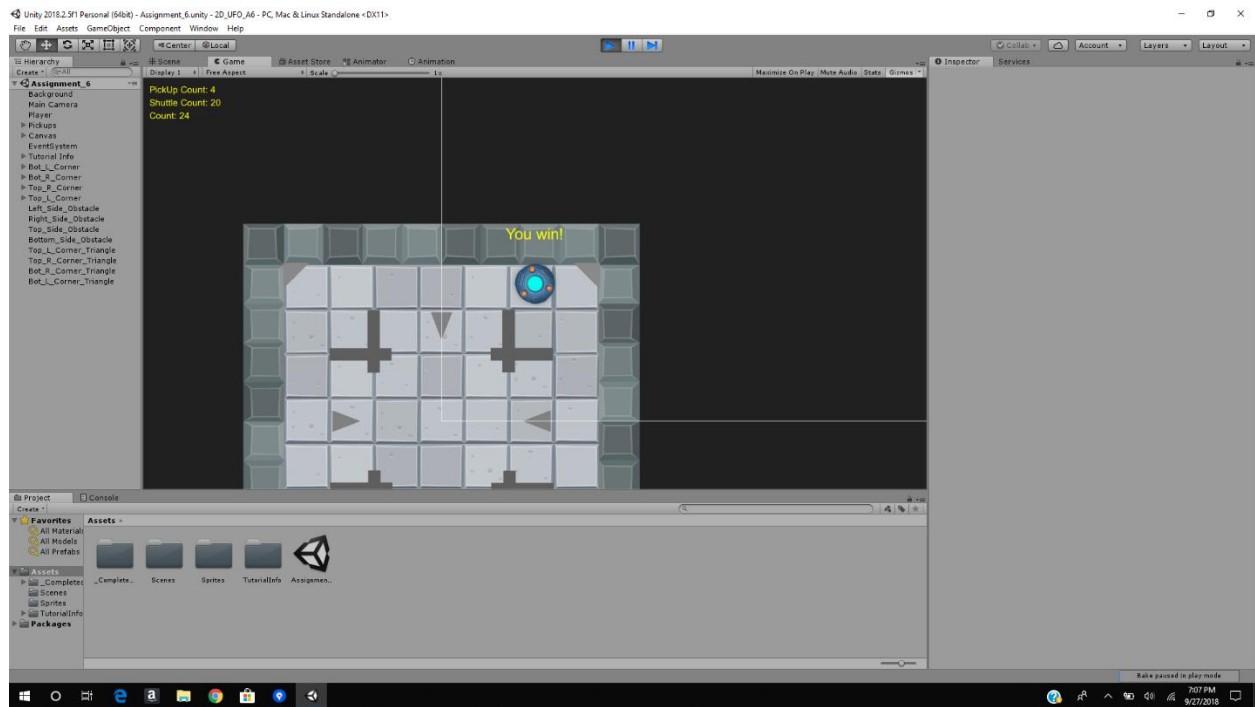 Unity 2018.2.5f1 Personal (64bit) - Assignment_6.unity - 2D_UFO_A6 - PC, Mac & Linux Standalone <DX11>
File Edit Assets GameObject Component Window Help
Center Local Collab Account Layers Layout
Hierarchy Scene Game Asset Store Animator Animation Inspector Services
Create All Display 1 Free Aspect Scale 1x Maximize On Play Mute Audio Stats Gizmos
Assignment_6
Background
Main Camera
Player
Pickups
Canvas
EventSystem
Tutorial Info
Bot_L_Corner
Bot_R_Corner
Top_R_Corner
Top_L_Corner
Left_Side_Obstacle
Right_Side_Obstacle
Top_Side_Obstacle
Bottom_Side_Obstacle
Top_L_Corner_Triangle
Top_R_Corner_Triangle
Bot_R_Corner_Triangle
Bot_L_Corner_Triangle
PickUp Count: 4
Shuttle Count: 20
Count: 24
You win!
Project Console
Create
Favorites
All Materials
All Models
All Prefabs
Assets
_Completed
Scenes
Sprites
TutorialInfo
Packages
Assets
_Complete... Scenes Sprites TutorialInfo Assignmen...
Bake paused in play mode
7:07 PM
9/27/2018